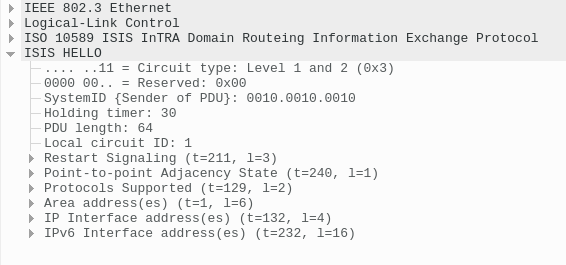 IEEE 802.3 Ethernet
Logical-Link Control
ISO 10589 ISIS InTRA Domain Routeing Information Exchange Protocol
ISIS HELLO
.... ..11 = Circuit type: Level 1 and 2 (0x3)
0000 00.. = Reserved: 0x00
SystemID {Sender of PDU}: 0010.0010.0010
Holding timer: 30
PDU length: 64
Local circuit ID: 1
Restart Signaling (t=211, l=3)
Point-to-point Adjacency State (t=240, l=1)
Protocols Supported (t=129, l=2)
Area address(es) (t=1, l=6)
IP Interface address(es) (t=132, l=4)
IPv6 Interface address(es) (t=232, l=16)